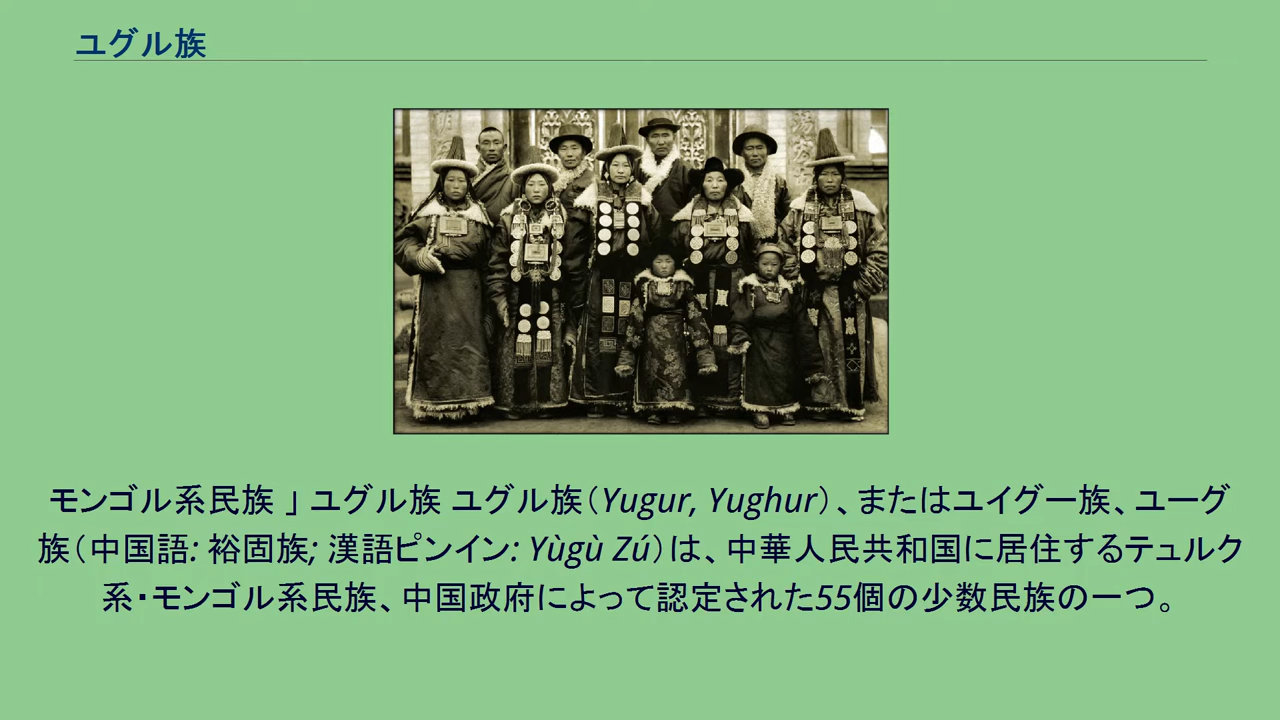 ユグル族
モンゴル系民族 」 ユグル族 ユグル族（Yugur, Yughur）、またはユイグー族、ユーグ
族（中国語: 裕固族; 漢語ピンイン: Yùgù Zú）は、中華人民共和国に居住するテュルク
系・モンゴル系民族、中国政府によって認定された55個の少数民族の一つ。